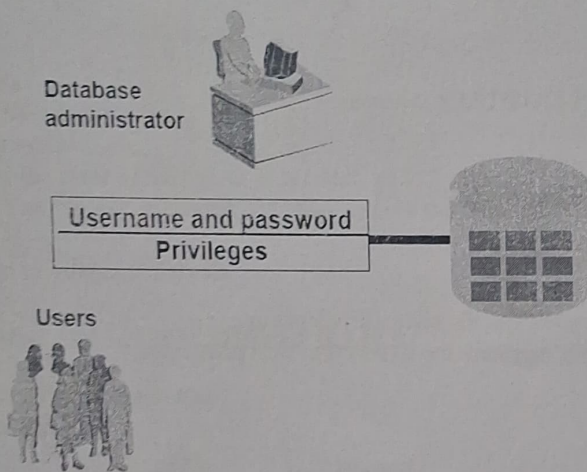 Database
administrator
Username and password
Privileges
Users